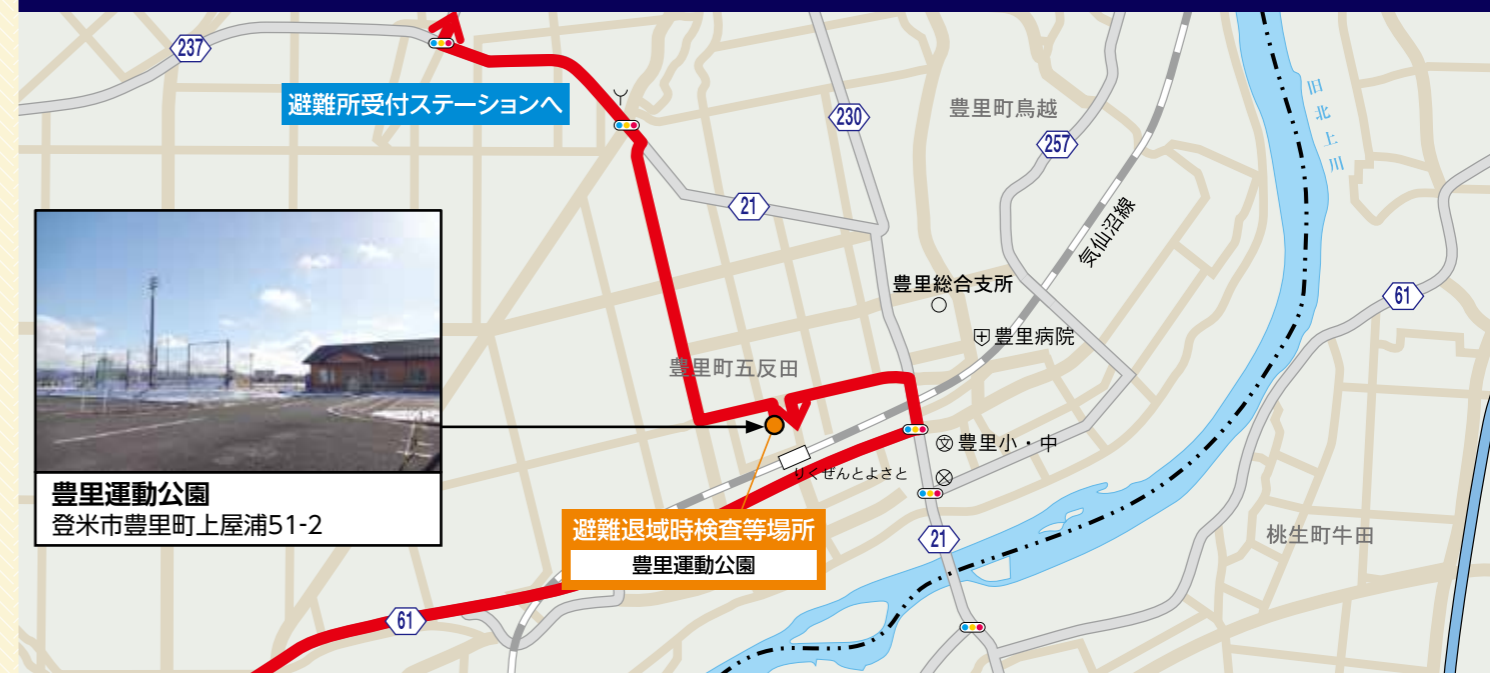 237
避難所受付ステーションへ
230
豊里町鳥越
257
旧北上川
21
気仙沼線
豊里総合支所
61
豊里病院
豊里町五反田
豊里小・中
りくぜんとよさと
豊里運動公園
登米市豊里町上屋浦51-2
避難退域時検査等場所
豊里運動公園
21
桃生町牛田
61